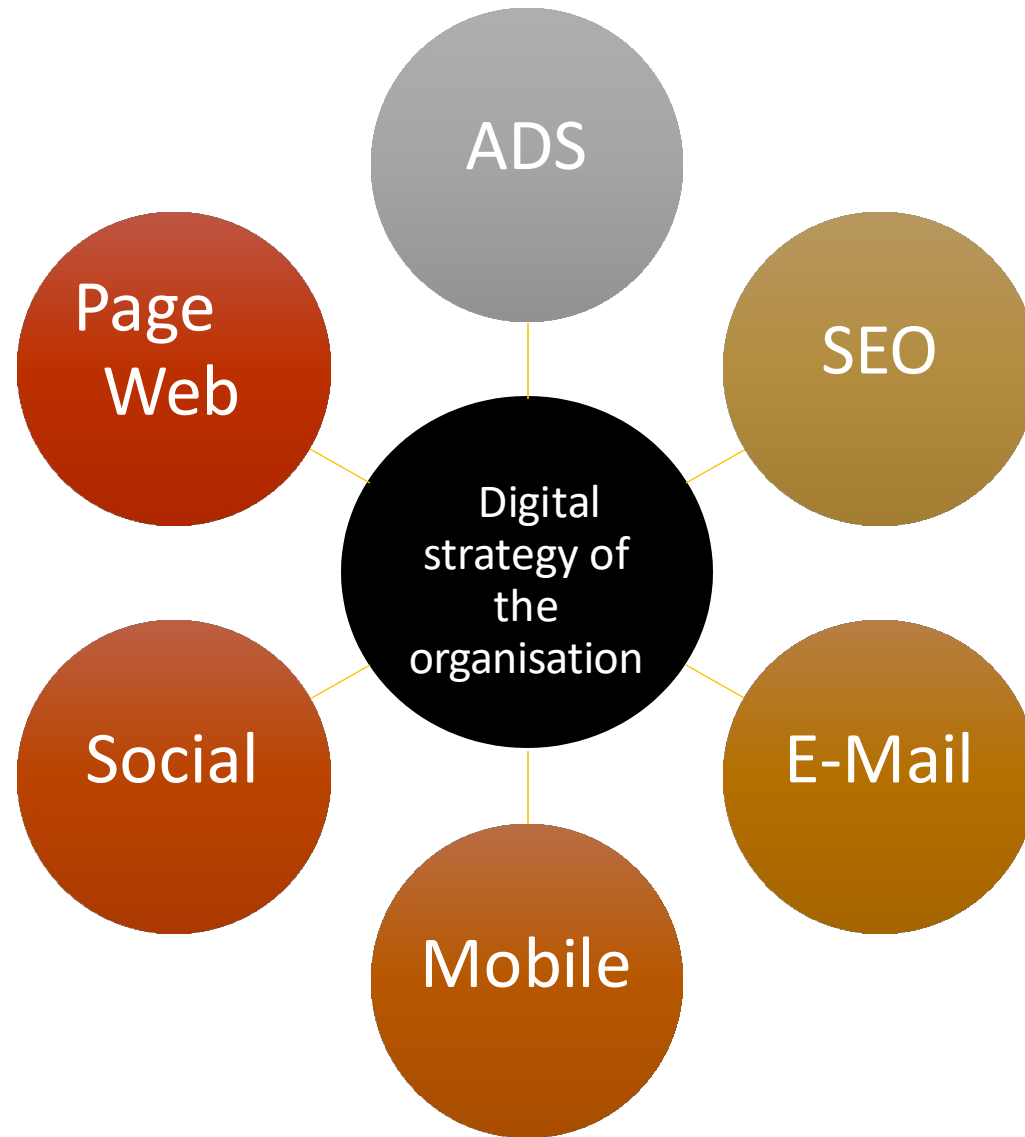 ADS
Page
Web
SEO
Digital
strategy of
the
organisation
Social
E-Mail
Mobile